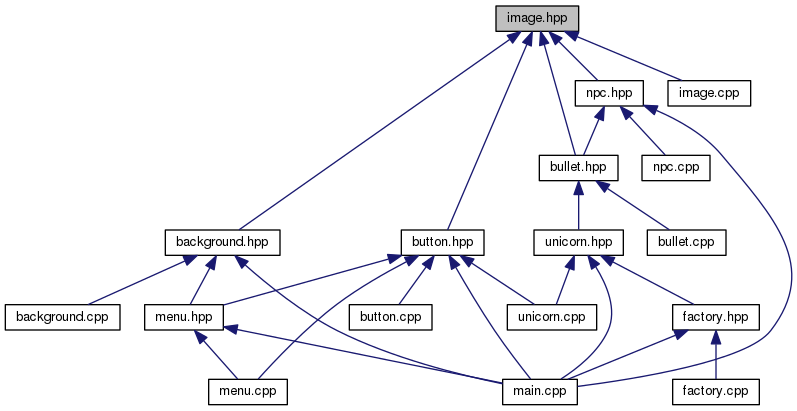 image.hpp
npc.hpp
image.cpp
bullet.hpp
npc.cpp
background.hpp
button.hpp
unicorn.hpp
bullet.cpp
background.cpp
menu.hpp
button.cpp
unicorn.cpp
factory.hpp
menu.cpp
main.cpp
factory.cpp